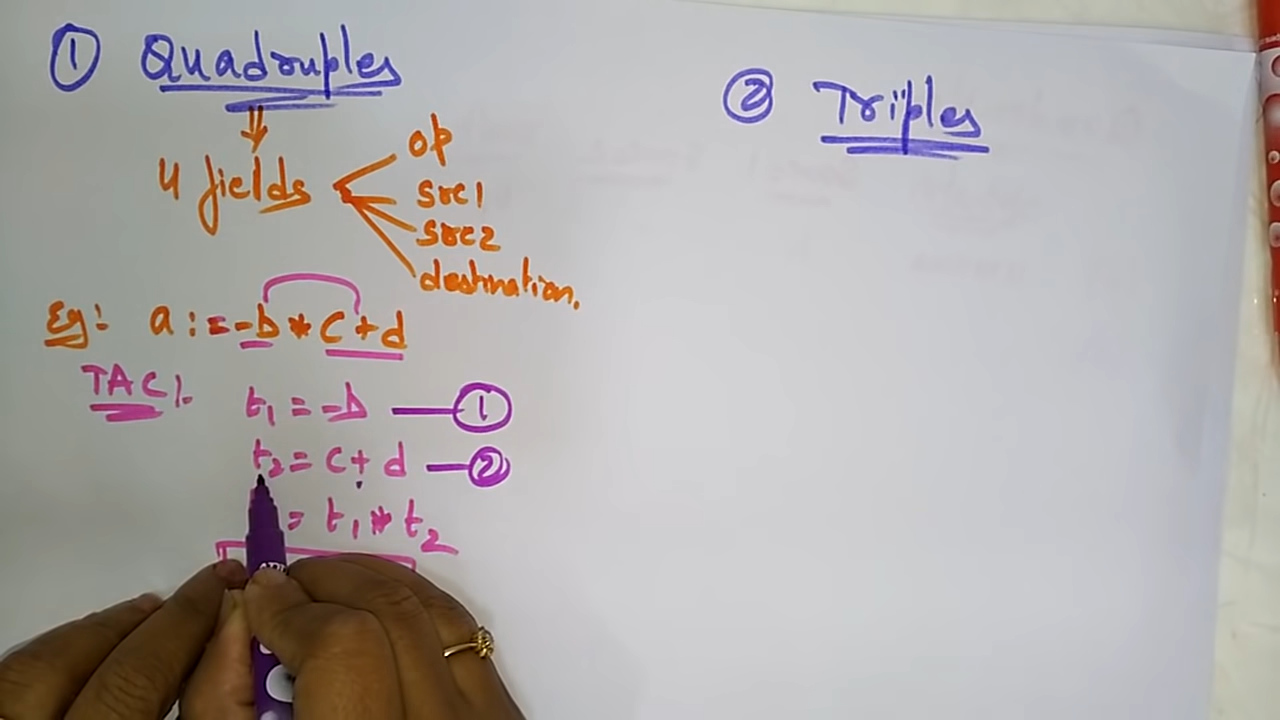 ① Quadruples
4 fields
op
src1
src2
destination.
Eg:- a := -b * c + d
TAC:-
t1 = -b — ①
t2 = c + d — ②
= t1 * t2
② Triples